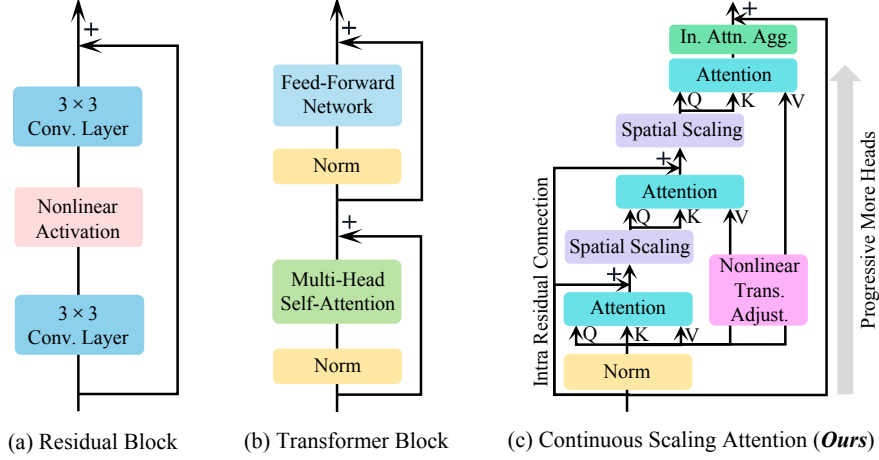 +
3 × 3
Conv. Layer
Nonlinear
Activation
3 × 3
Conv. Layer
(a) Residual Block
+
Feed-Forward
Network
Norm
+
Multi-Head
Self-Attention
Norm
(b) Transformer Block
+
In. Attn. Agg.
Attention
Q K V
Spatial Scaling
+
Attention
Q K V
Spatial Scaling
+
Nonlinear
Trans.
Adjust.
Attention
Q K V
Norm
Intra Residual Connection
Progressive More Heads
(c) Continuous Scaling Attention (Ours)